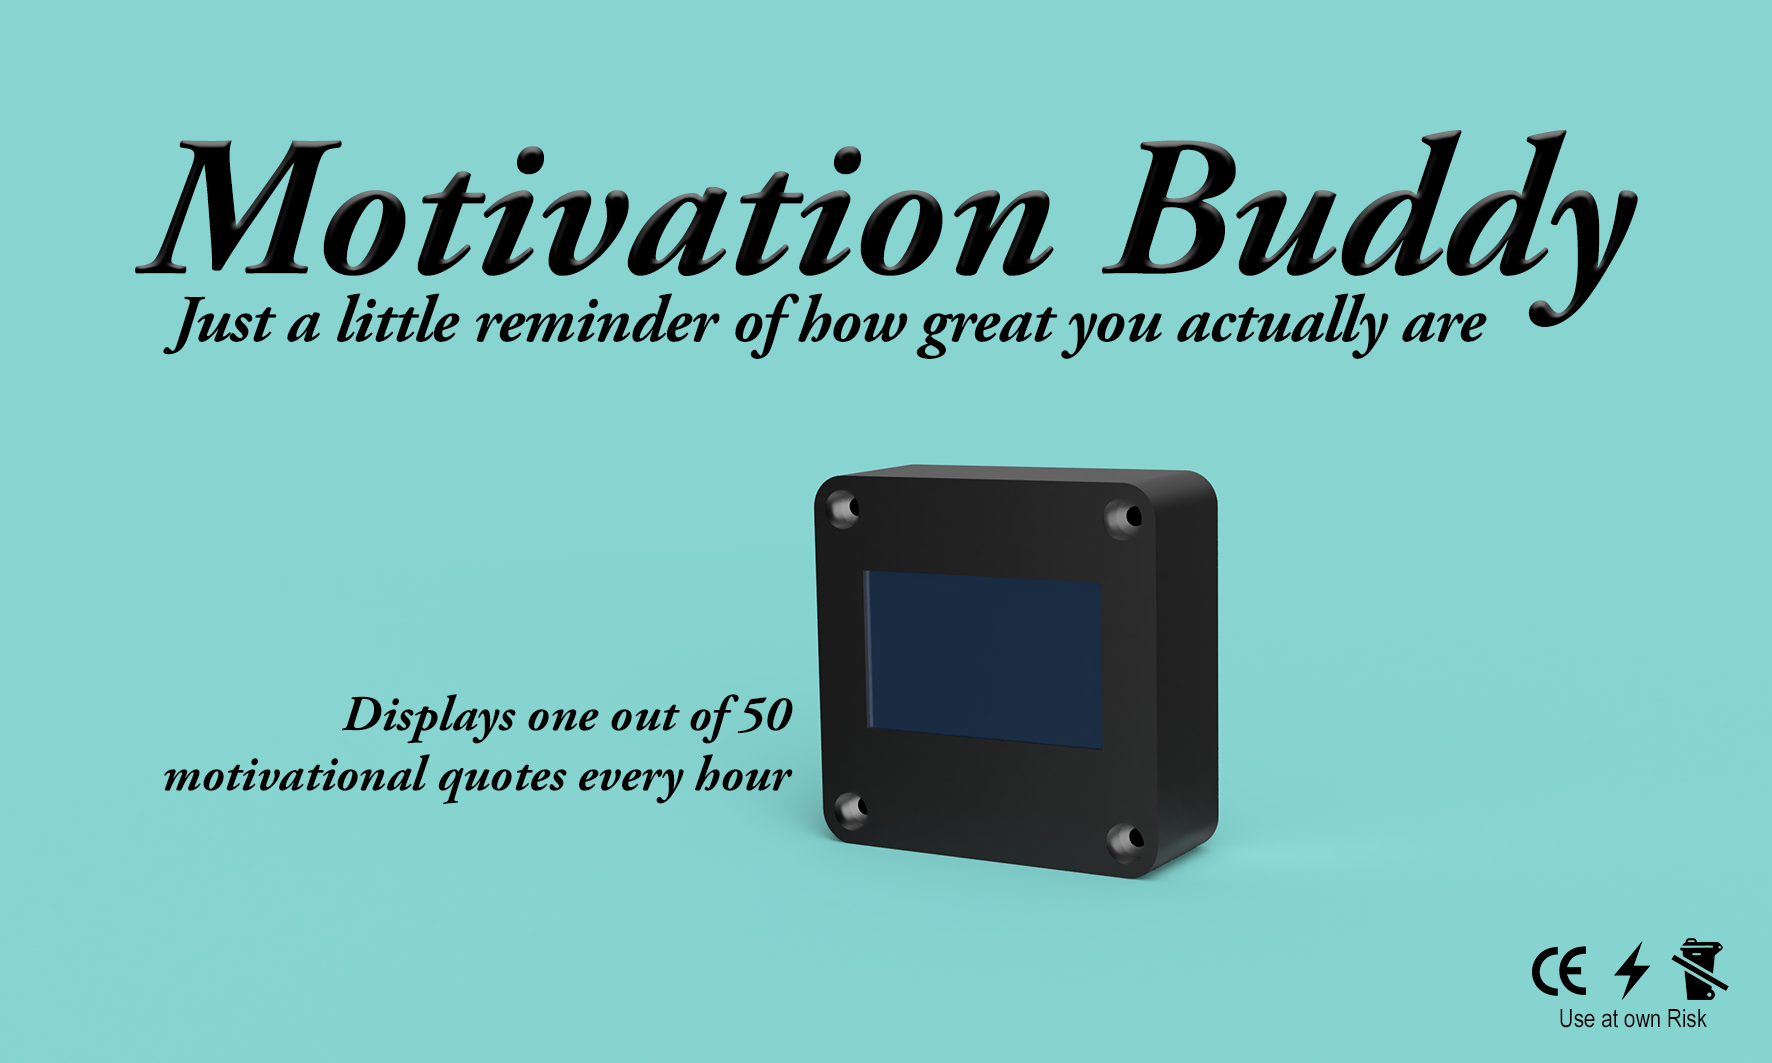 Motivation Buddy
Just a little reminder of how great you actually are
Displays one out of 50
motivational quotes every hour
CE
Use at own Risk